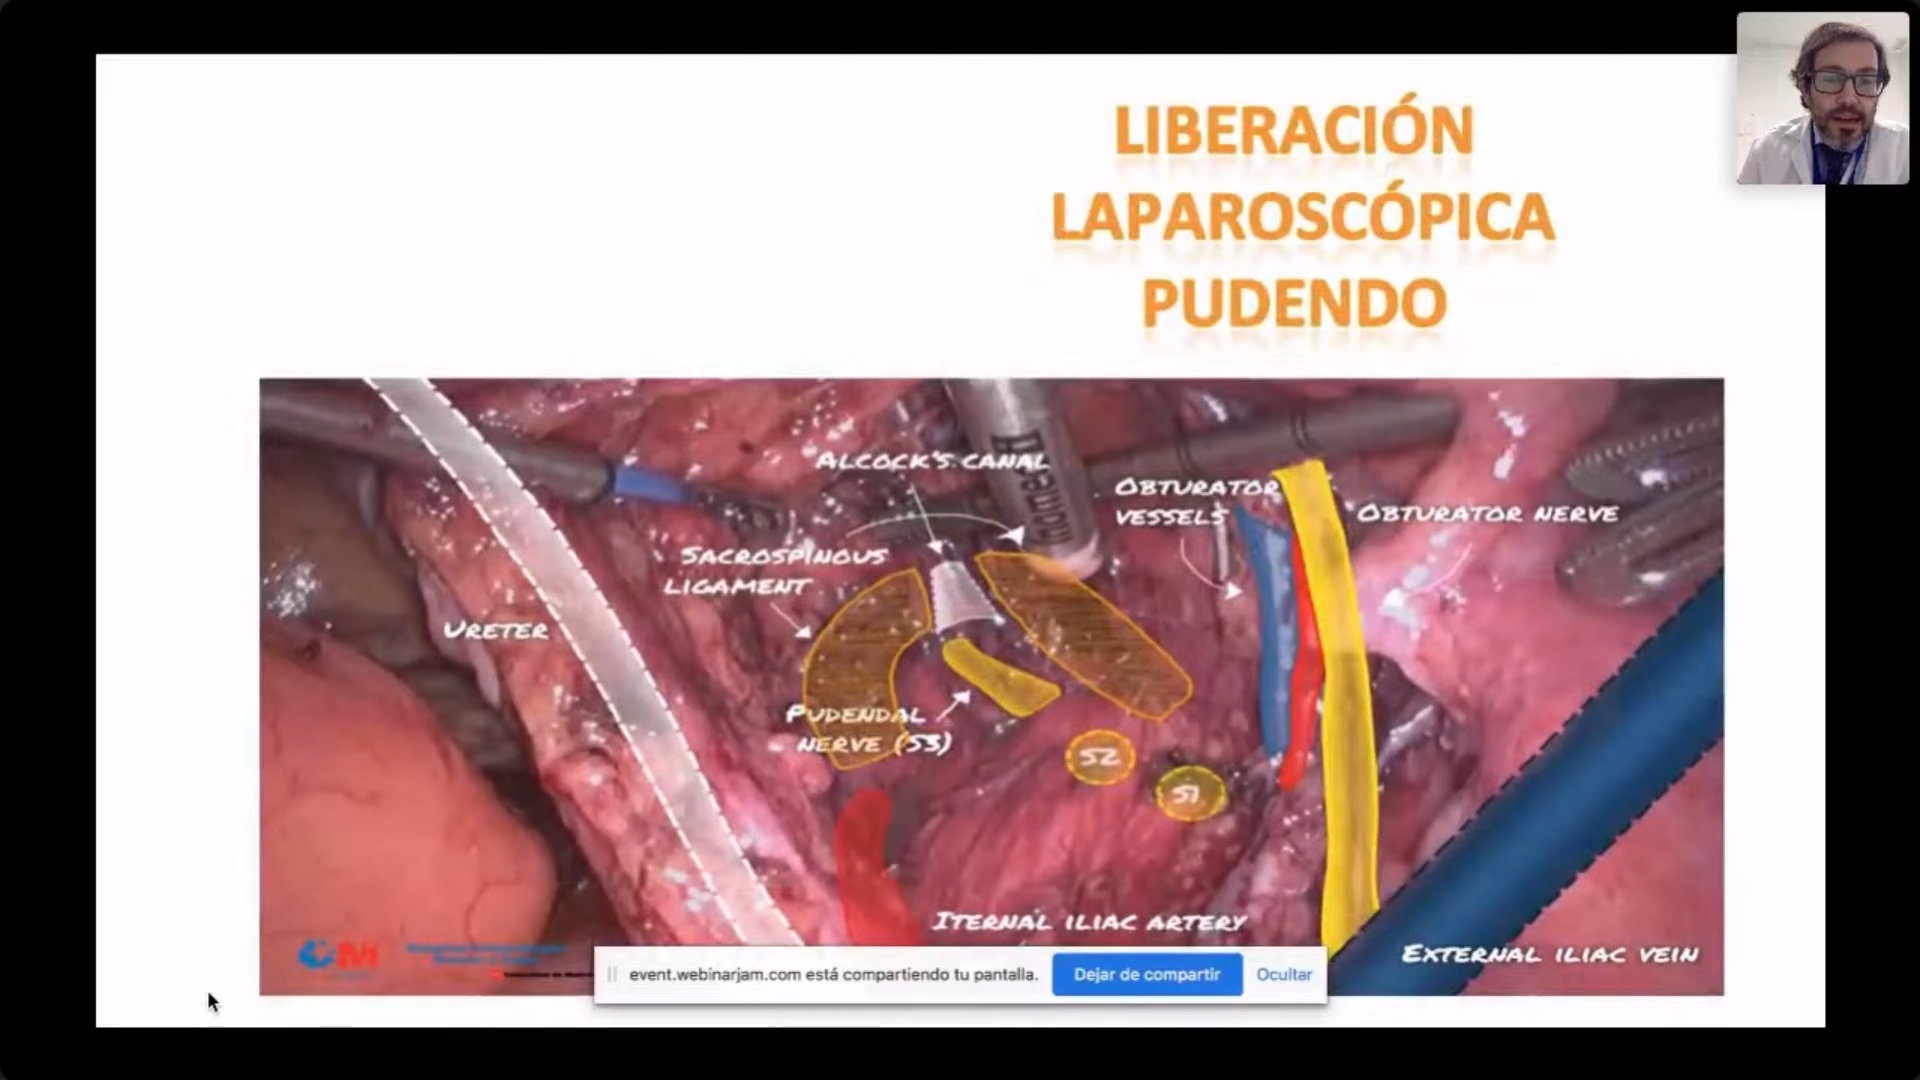 LIBERACIÓN
LAPAROSCÓPICA
PUDENDO
ALCOCK'S CANAL
OBTURATOR
VESSELS
OBTURATOR NERVE
SACROSPINOUS
LIGAMENT
URETER
PUDENDAL
NERVE (S3)
S2
S1
ITERNAL ILIAC ARTERY
EXTERNAL ILIAC VEIN
event.webinarjam.com está compartiendo tu pantalla.
Dejar de compartir
Ocultar